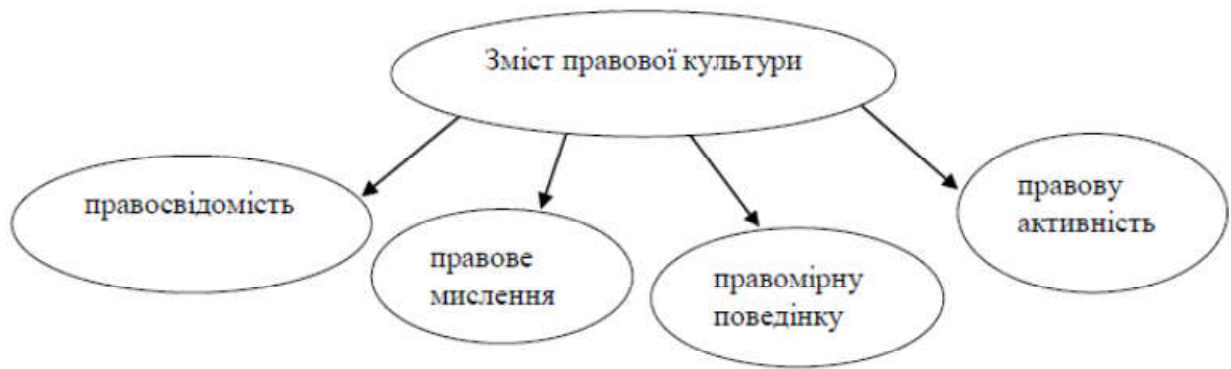 Зміст правової культури
правосвідомість
правове
мислення
правомірну
поведінку
правову
активність